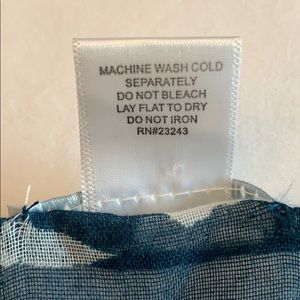 MACHINE WASH COLD
SEPARATELY
DO NOT BLEACH
LAY FLAT TO DRY
DO NOT IRON
RN#23243